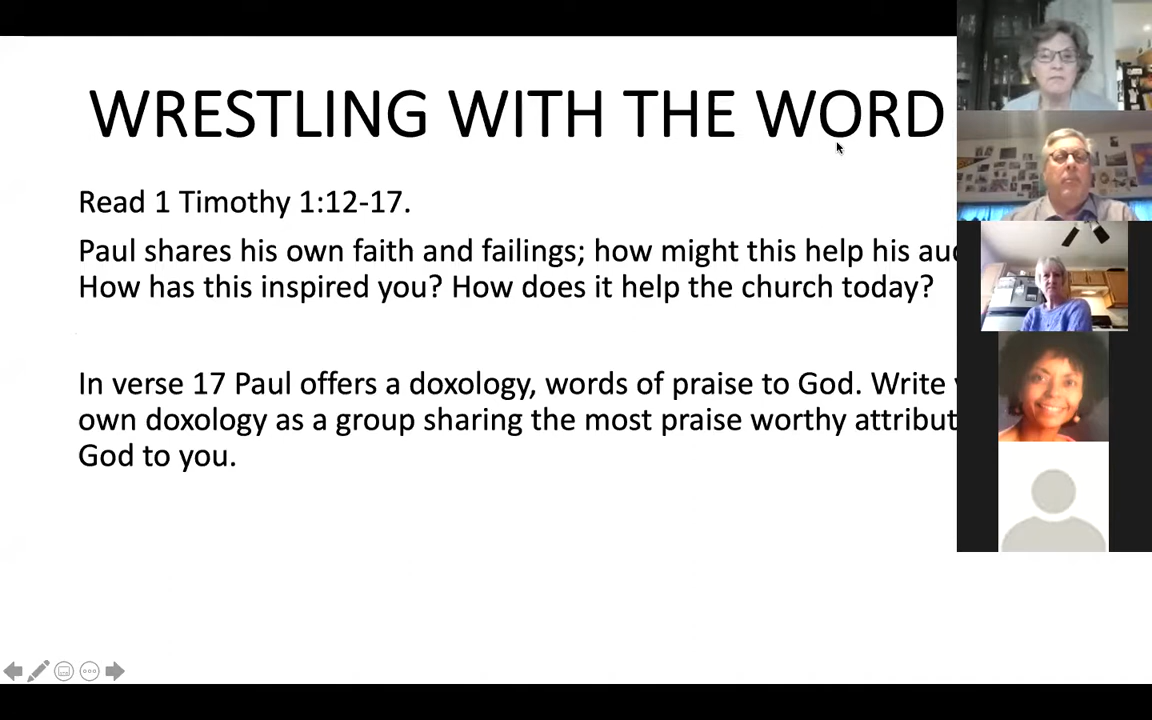 WRESTLING WITH THE WORD
Read 1 Timothy 1:12-17.
Paul shares his own faith and failings; how might this help his
How has this inspired you? How does it help the church today?
In verse 17 Paul offers a doxology, words of praise to God. Write
own doxology as a group sharing the most praise worthy
God to you.